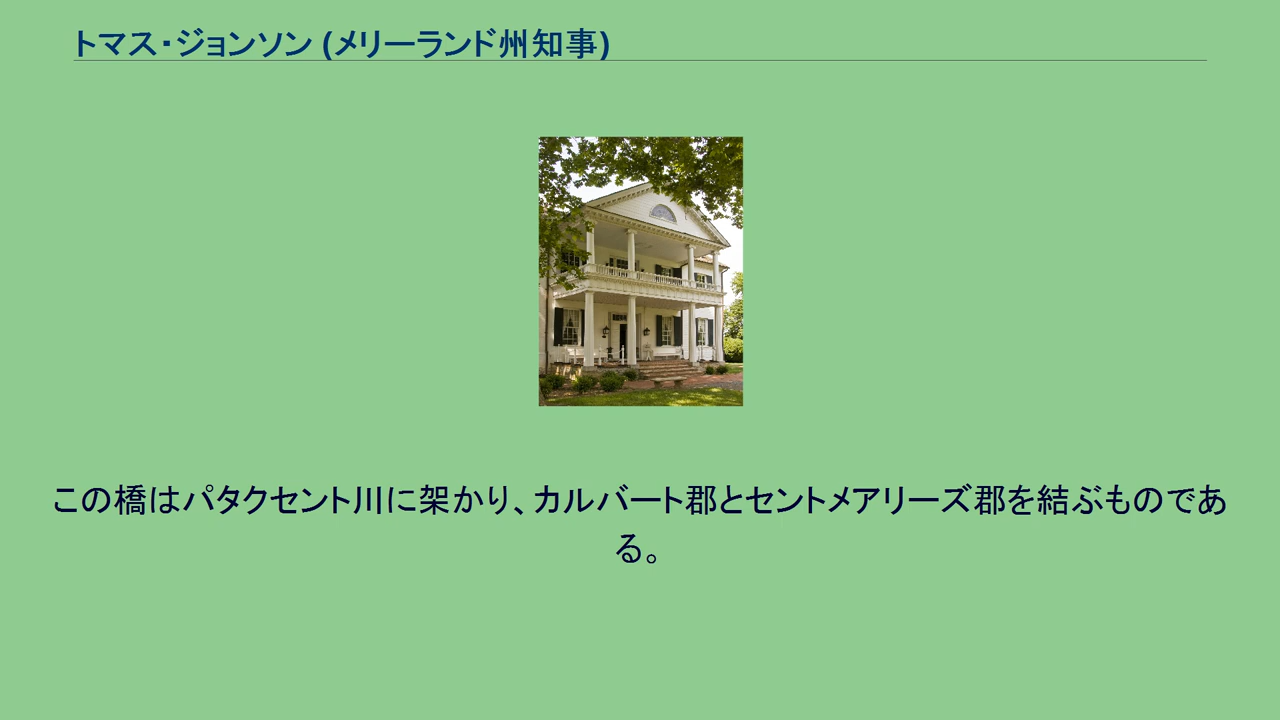 トマス・ジョンソン (メリーランド州知事)
この橋はパタクセント川に架かり、カルバート郡とセントメアリーズ郡を結ぶものであ
る。